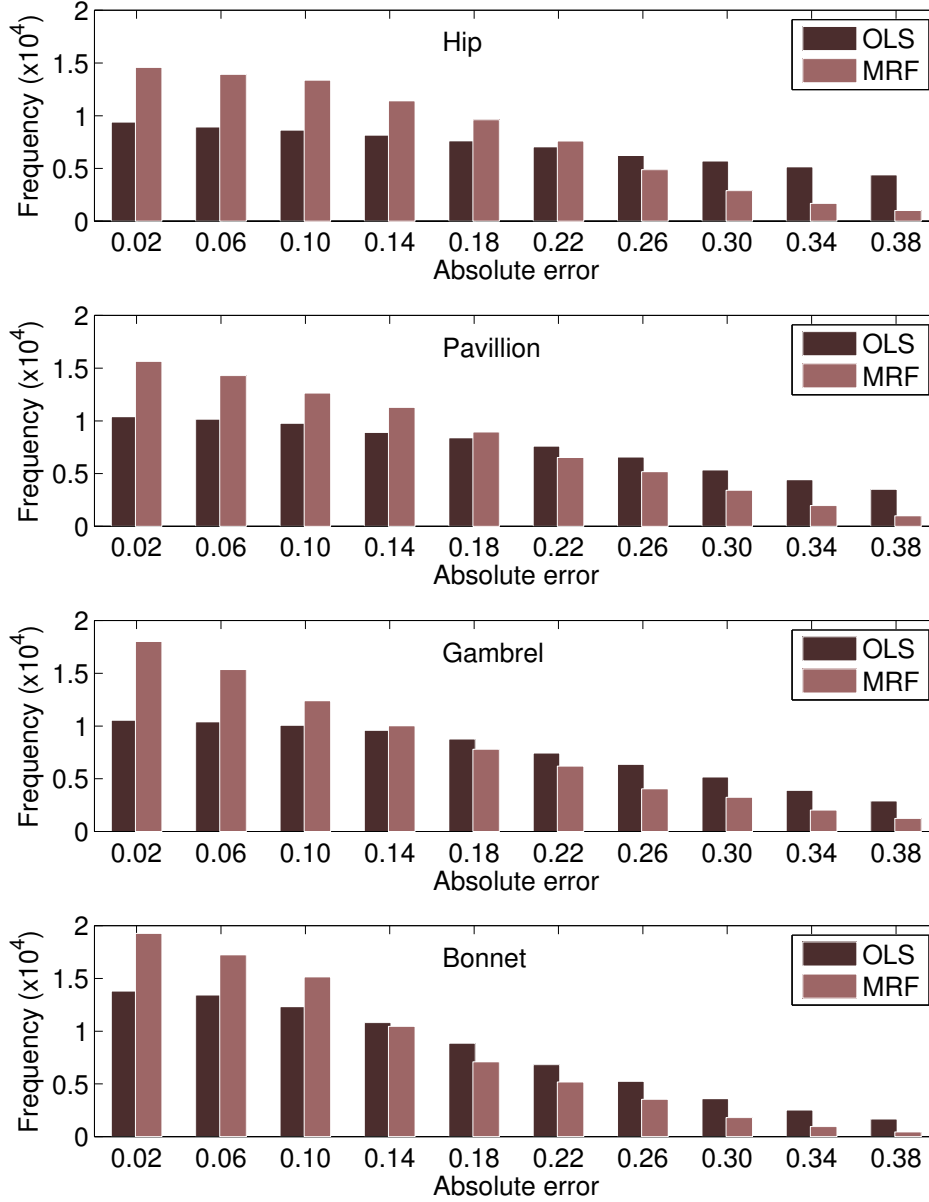 Hip
OLS
MRF
Frequency (x10^4)
2
1.5
1
0.5
0
0.02 0.06 0.10 0.14 0.18 0.22 0.26 0.30 0.34 0.38
Absolute error
Pavillion
OLS
MRF
Frequency (x10^4)
2
1.5
1
0.5
0
0.02 0.06 0.10 0.14 0.18 0.22 0.26 0.30 0.34 0.38
Absolute error
Gambrel
OLS
MRF
Frequency (x10^4)
2
1.5
1
0.5
0
0.02 0.06 0.10 0.14 0.18 0.22 0.26 0.30 0.34 0.38
Absolute error
Bonnet
OLS
MRF
Frequency (x10^4)
2
1.5
1
0.5
0
0.02 0.06 0.10 0.14 0.18 0.22 0.26 0.30 0.34 0.38
Absolute error